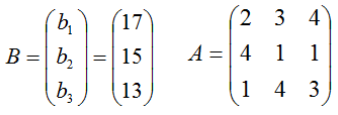 B = (b₁ b₂ b₃) = (17 15 13) A = (2 3 4
4 1 1
1 4 3)